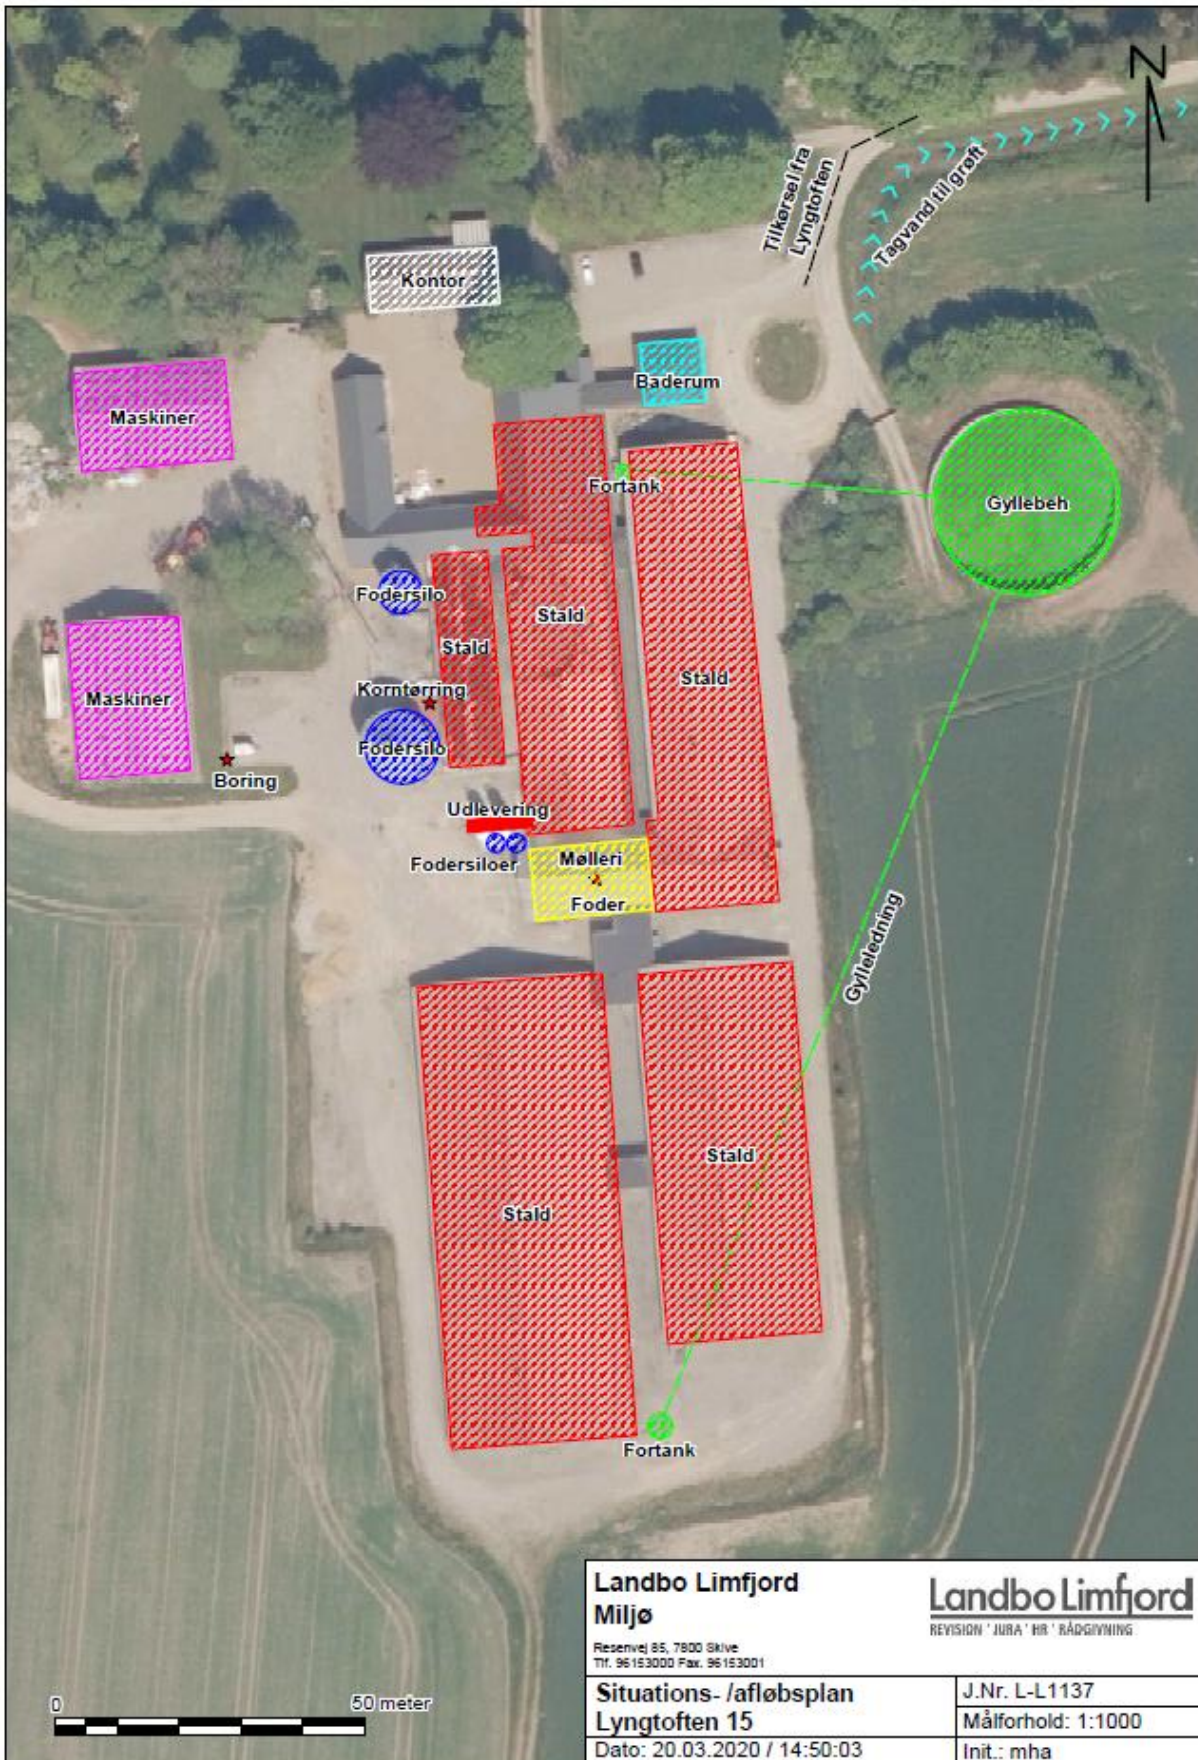 N
Tilkørsel fra
Lyngtoften
Tagvand til grøft
Kontor
Baderum
Maskiner
Fortank
Gyllebeh
Fodersilo
Stald
Stald
Stald
Maskiner
Korntørring
Fodersilo
Boring
Udlevering
Fodersiloer
Mølleri
Foder
Gylleledning
Stald
Stald
Fortank
0 50 meter
Landbo Limfjord
Miljø
Resenvej 85, 7800 Skive
Tlf. 96153000 Fax. 96153001
Landbo Limfjord
REVISION ' JURA ' HR ' RÅDGIVNING
Situations- /afløbsplan
Lyngtoften 15
Dato: 20.03.2020 / 14:50:03
J.Nr. L-L1137
Målforhold: 1:1000
Init.: mha